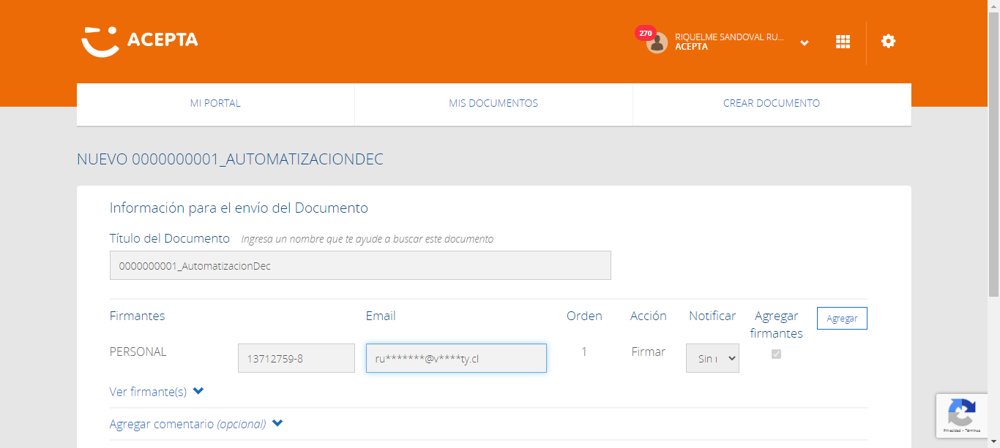 ACEPTA
270
RIQUELME SANDOVAL RU...
ACEPTA
MI PORTAL
MIS DOCUMENTOS
CREAR DOCUMENTO
NUEVO 0000000001_AUTOMATIZACIONDEC
Información para el envío del Documento
Título del Documento Ingresa un nombre que te ayude a buscar este documento
0000000001_AutomatizacionDec
Firmantes Email Orden Acción Notificar Agregar firmantes Agregar
PERSONAL 13712759-8 ru*******@v****ty.cl 1 Firmar Sin
Ver firmante(s)
Agregar comentario (opcional)
Privacidad - Términos